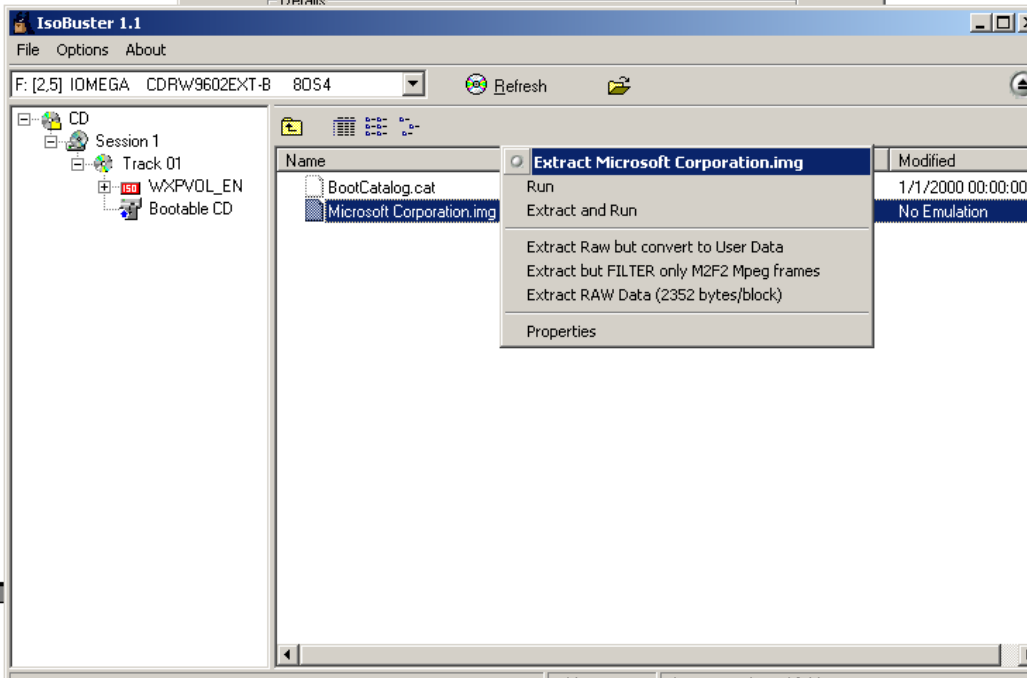 Details
IsoBuster 1.1
File Options About
F: [2,5] IOMEGA CDRW9602EXT-B 8OS4 Refresh
CD
Session 1
Track 01
WXPVOL_EN
Bootable CD
Name Modified
BootCatalog.cat 1/1/2000 00:00:00
Microsoft Corporation.img No Emulation
Extract Microsoft Corporation.img
Run
Extract and Run
Extract Raw but convert to User Data
Extract but FILTER only M2F2 Mpeg frames
Extract RAW Data (2352 bytes/block)
Properties